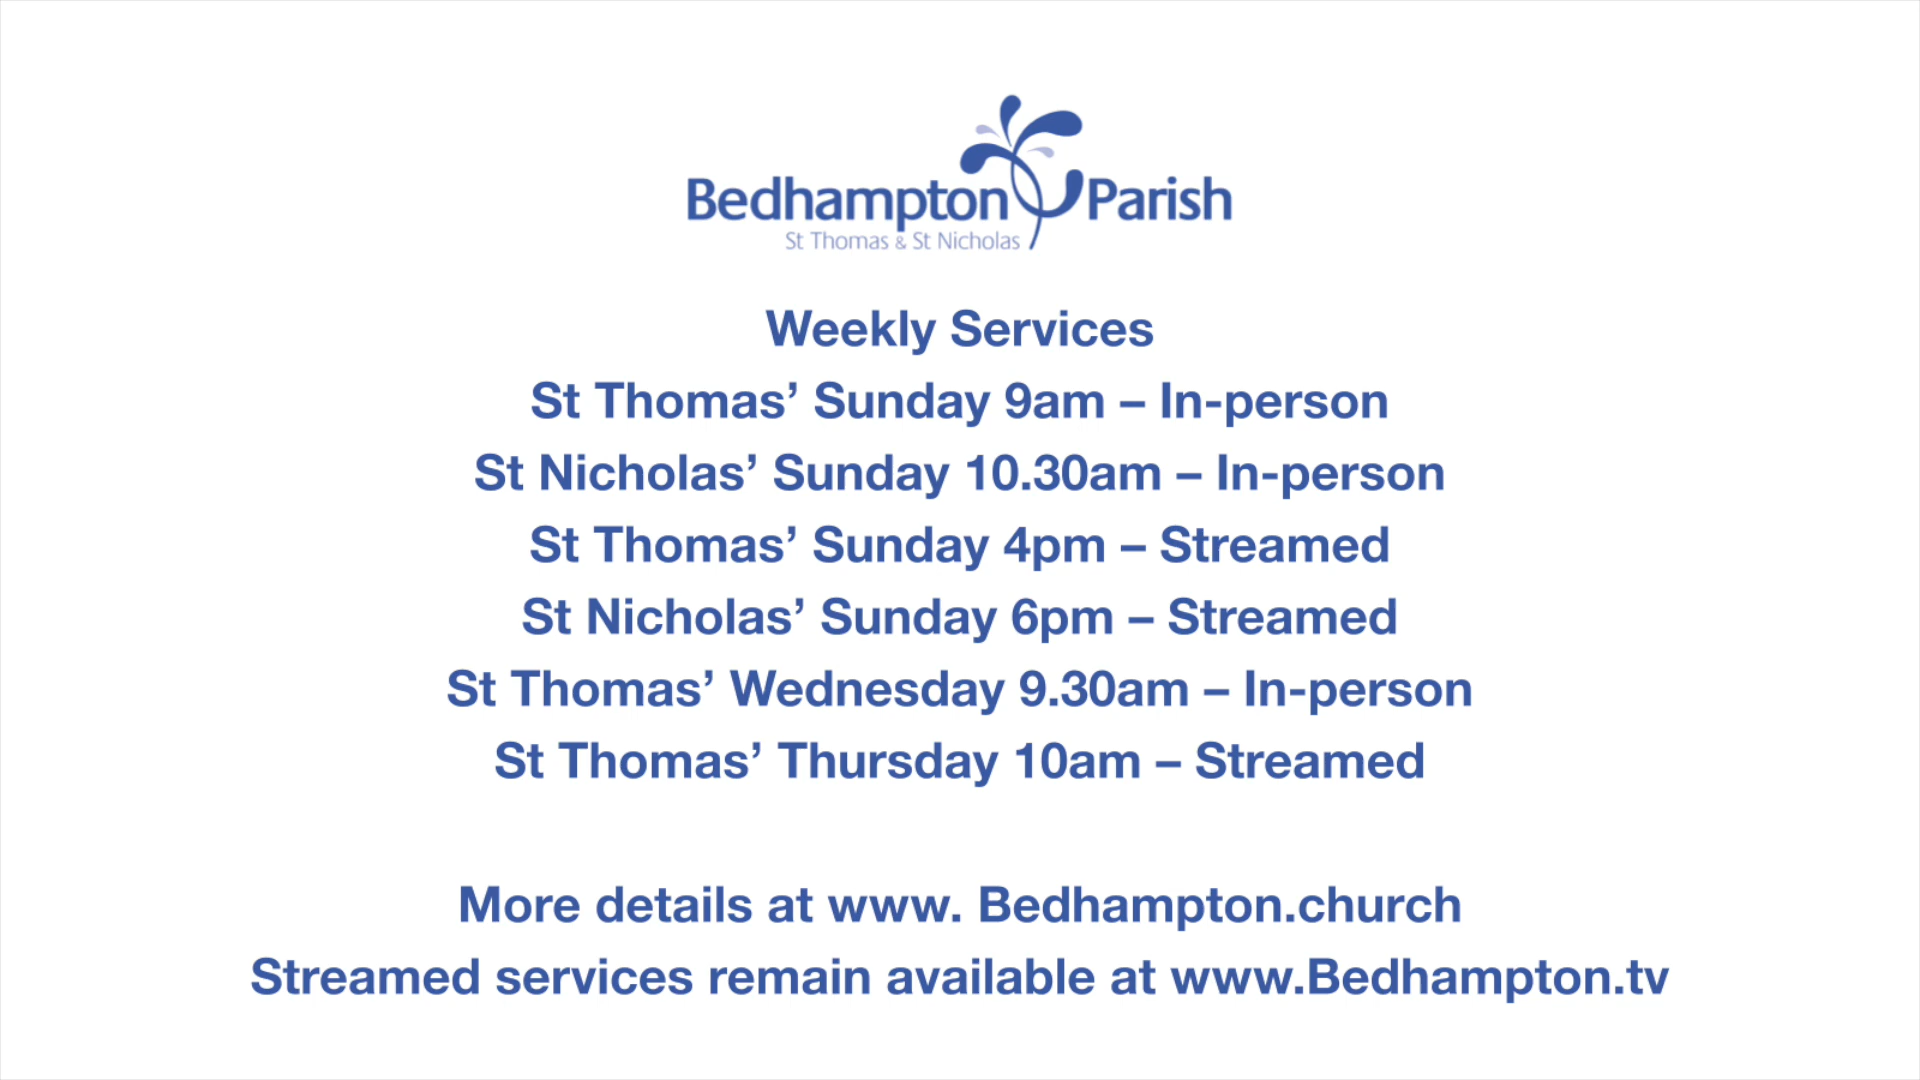 Bedhampton Parish
St Thomas & St Nicholas
Weekly Services
St Thomas’ Sunday 9am – In-person
St Nicholas’ Sunday 10.30am – In-person
St Thomas’ Sunday 4pm – Streamed
St Nicholas’ Sunday 6pm – Streamed
St Thomas’ Wednesday 9.30am – In-person
St Thomas’ Thursday 10am – Streamed
More details at www. Bedhampton.church
Streamed services remain available at www.Bedhampton.tv